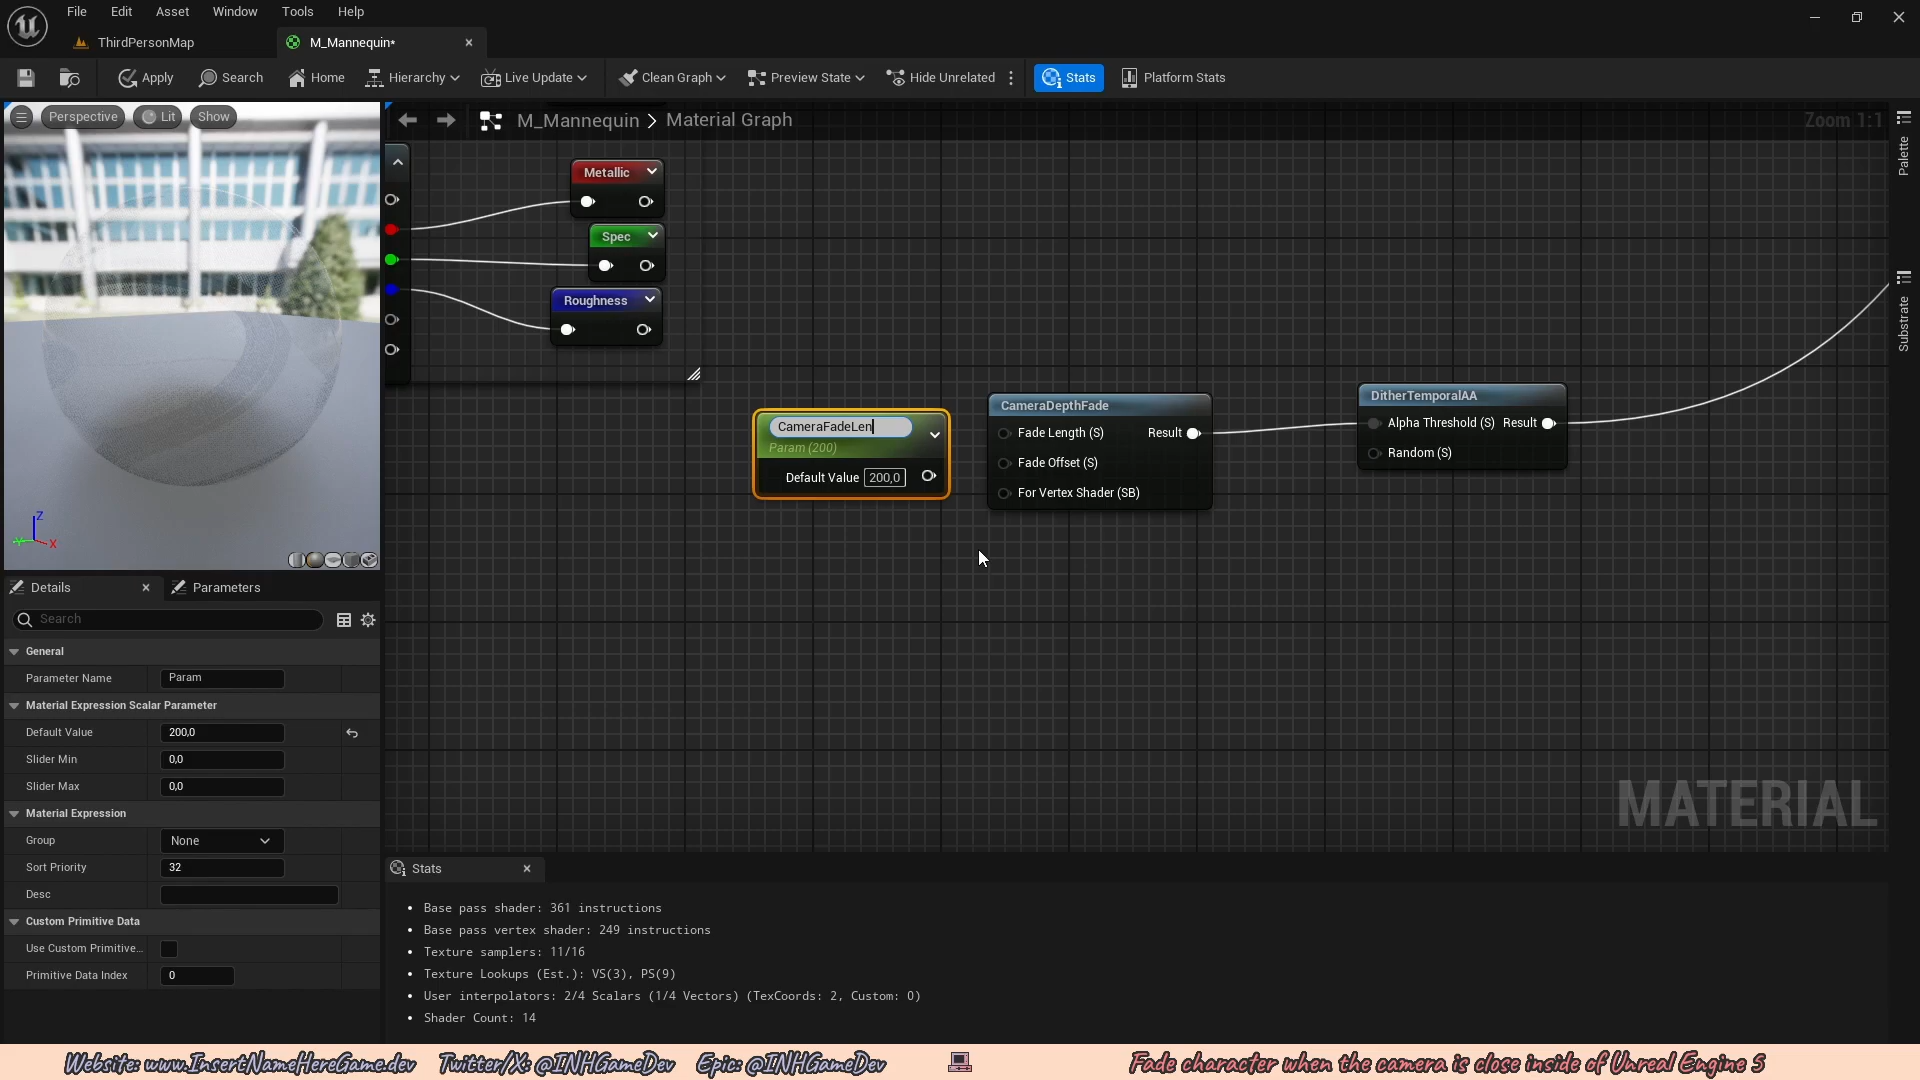 File Edit Asset Window Tools Help
ThirdPersonMap
M_Mannequin*
Apply Search Home Hierarchy Live Update Clean Graph Preview State Hide Unrelated Stats Platform Stats
Perspective Lit Show
M_Mannequin > Material Graph
Zoom 1:1
Palette
Substrate
Metallic
Spec
Roughness
CameraFadeLen
Param (200)
Default Value 200,0
CameraDepthFade
Fade Length (S) Result
Fade Offset (S)
For Vertex Shader (SB)
DitherTemporalAA
Alpha Threshold (S) Result
Random (S)
MATERIAL
Z
Y
X
Details Parameters
Search
General
Parameter Name Param
Material Expression Scalar Parameter
Default Value 200,0
Slider Min 0,0
Slider Max 0,0
Material Expression
Group None
Sort Priority 32
Desc
Custom Primitive Data
Use Custom Primitive...
Primitive Data Index 0
Stats
Base pass shader: 361 instructions
Base pass vertex shader: 249 instructions
Texture samplers: 11/16
Texture Lookups (Est.): VS(3), PS(9)
User interpolators: 2/4 Scalars (1/4 Vectors) (TexCoords: 2, Custom: 0)
Shader Count: 14
Website: www.InsertNameHereGame.dev Twitter/X: @INHGameDev Epic: @INHGameDev Fade character when the camera is close inside of Unreal Engine 5